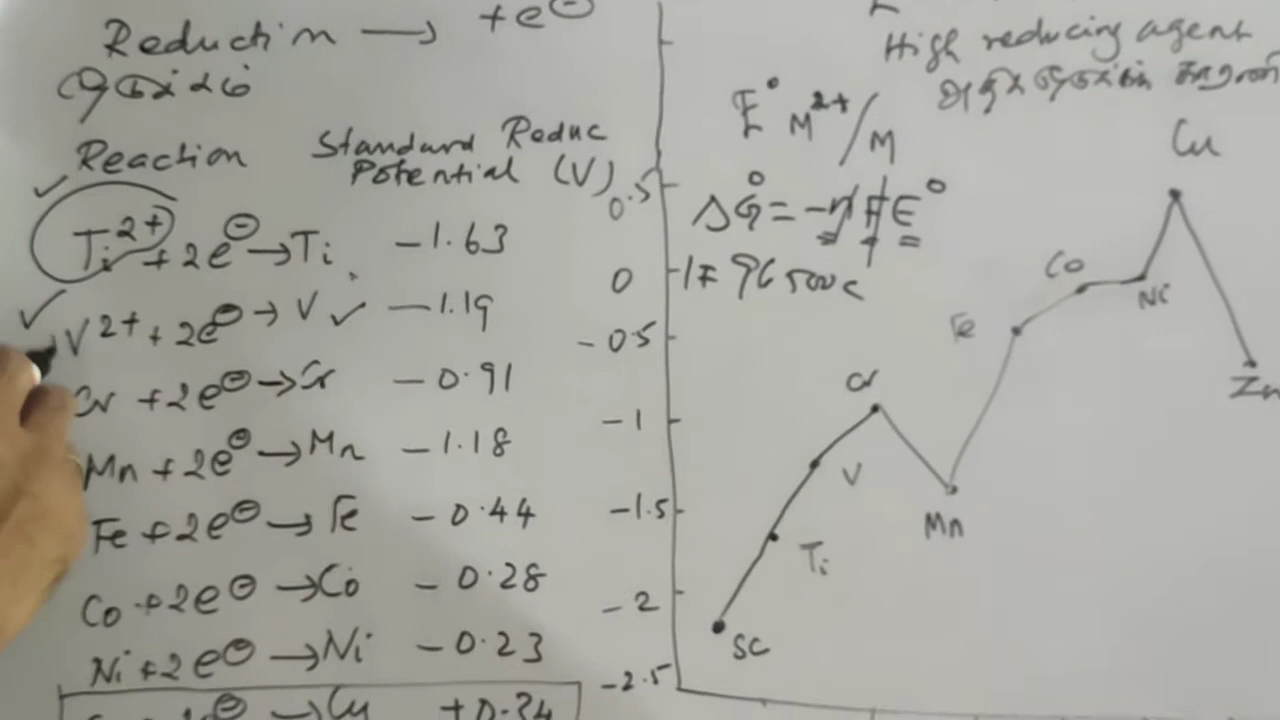 Reduction → +e⊖
ஒடுக்கம்
Reaction Standard Reduc
Potential (V)
Ti²⁺ + 2e⊖ → Ti -1.63
V²⁺ + 2e⊖ → V -1.19
Cr + 2e⊖ → Cr -0.91
Mn + 2e⊖ → Mn -1.18
Fe + 2e⊖ → Fe -0.44
Co + 2e⊖ → Co -0.28
Ni + 2e⊖ → Ni -0.23
→ Cu +0.34
High reducing agent
E° M²⁺/M
ΔG° = -nFE°
1F 96500c
0.5
0
-0.5
-1
-1.5
-2
-2.5
Cu
Co
Ni
Fe
Zn
Cr
V
Mn
Ti
Sc